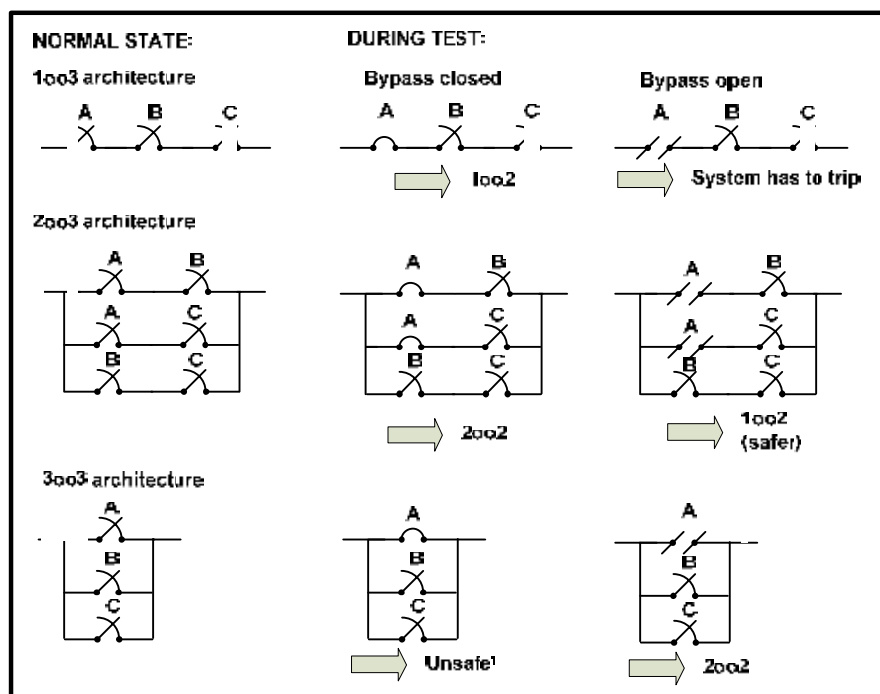 NORMAL STATE: DURING TEST:
1oo3 architecture
Bypass closed Bypass open
A B C A B C A B C
1oo2 System has to trip
2oo3 architecture
A B A B A B
A C A C A C
B C B C B C
2oo2 1oo2
(safer)
3oo3 architecture
A A A
B B B
C C C
'Unsafe' 2oo2